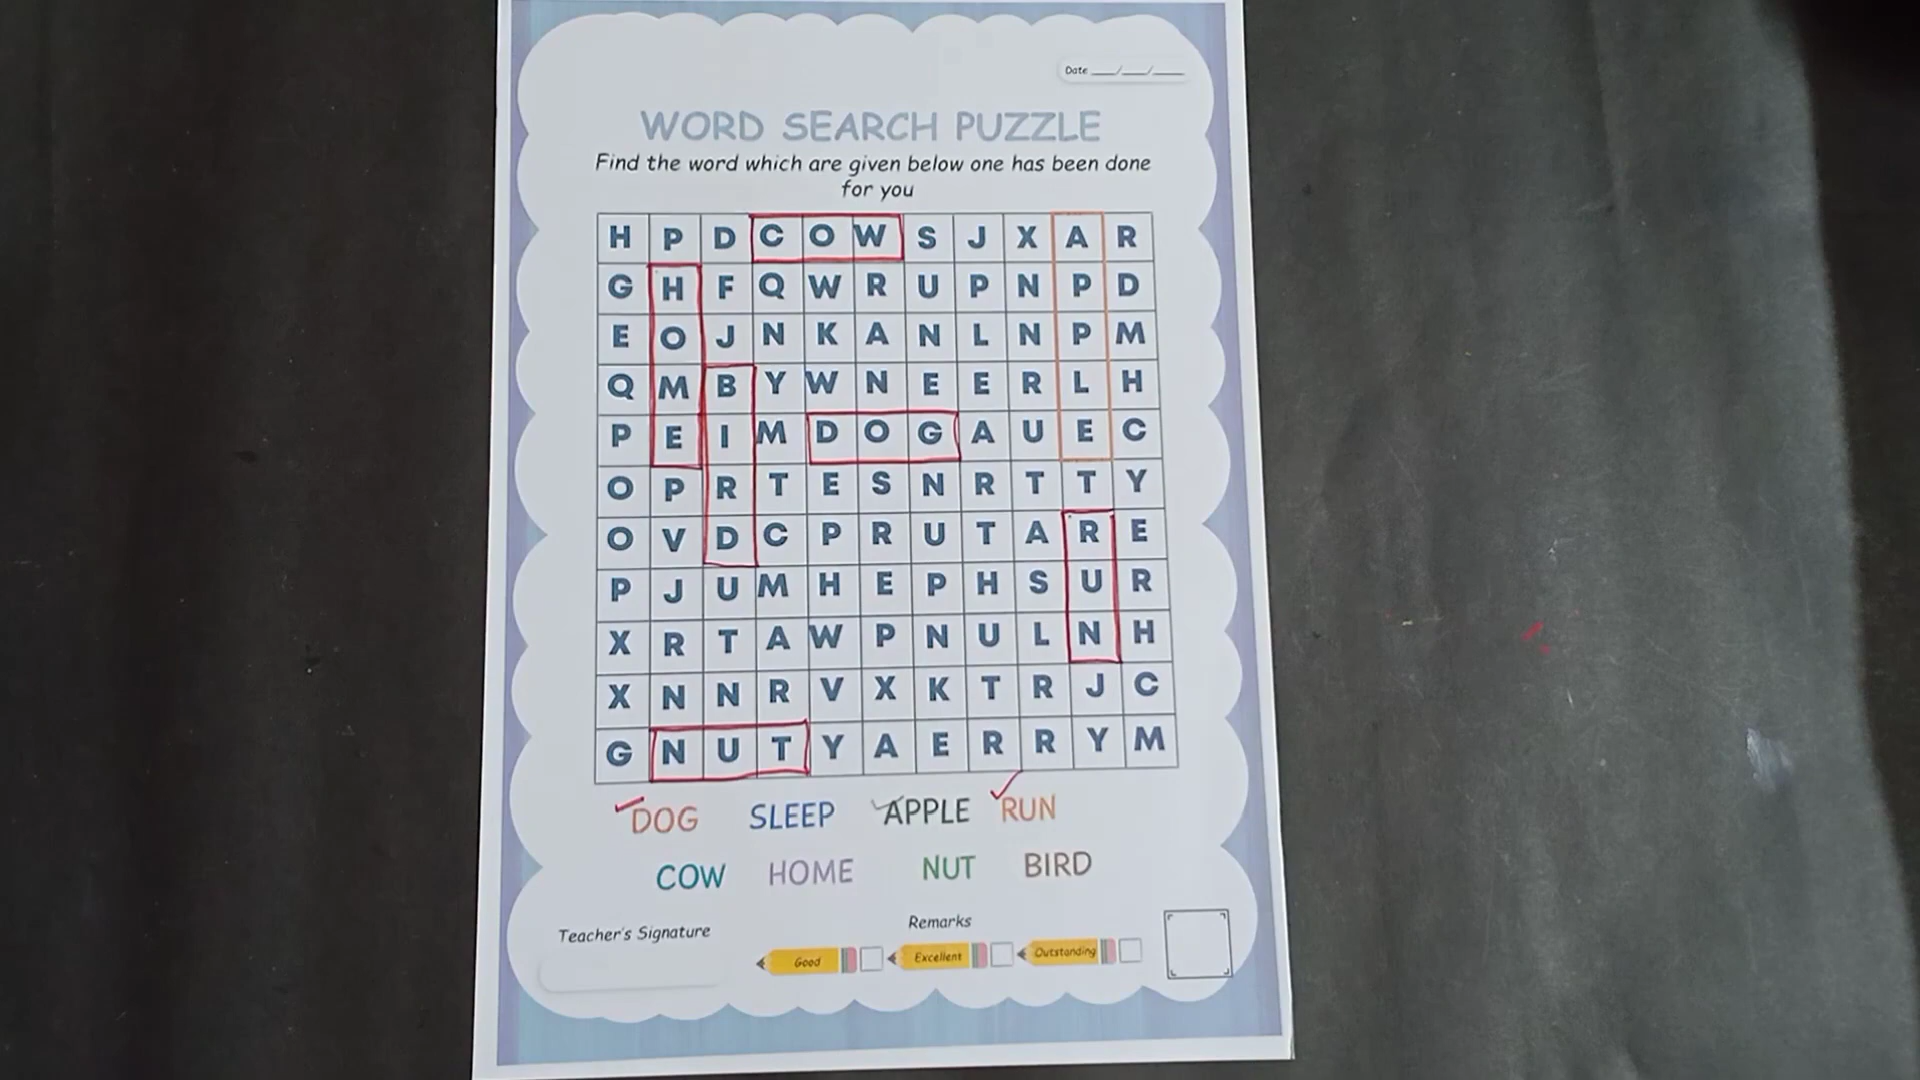 Date ___/___/___
WORD SEARCH PUZZLE
Find the word which are given below one has been done
for you
H P D C O W S J X A R
G H F Q W R U P N P D
E O J N K A N L N P M
Q M B Y W N E E R L H
P E I M D O G A U E C
O P R T E S N R T T Y
O V D C P R U T A R E
P J U M H E P H S U R
X R T A W P N U L N H
X N N R V X K T R J C
G N U T Y A E R R Y M
DOG SLEEP APPLE RUN
COW HOME NUT BIRD
Teacher's Signature
Remarks
Good Excellent Outstanding